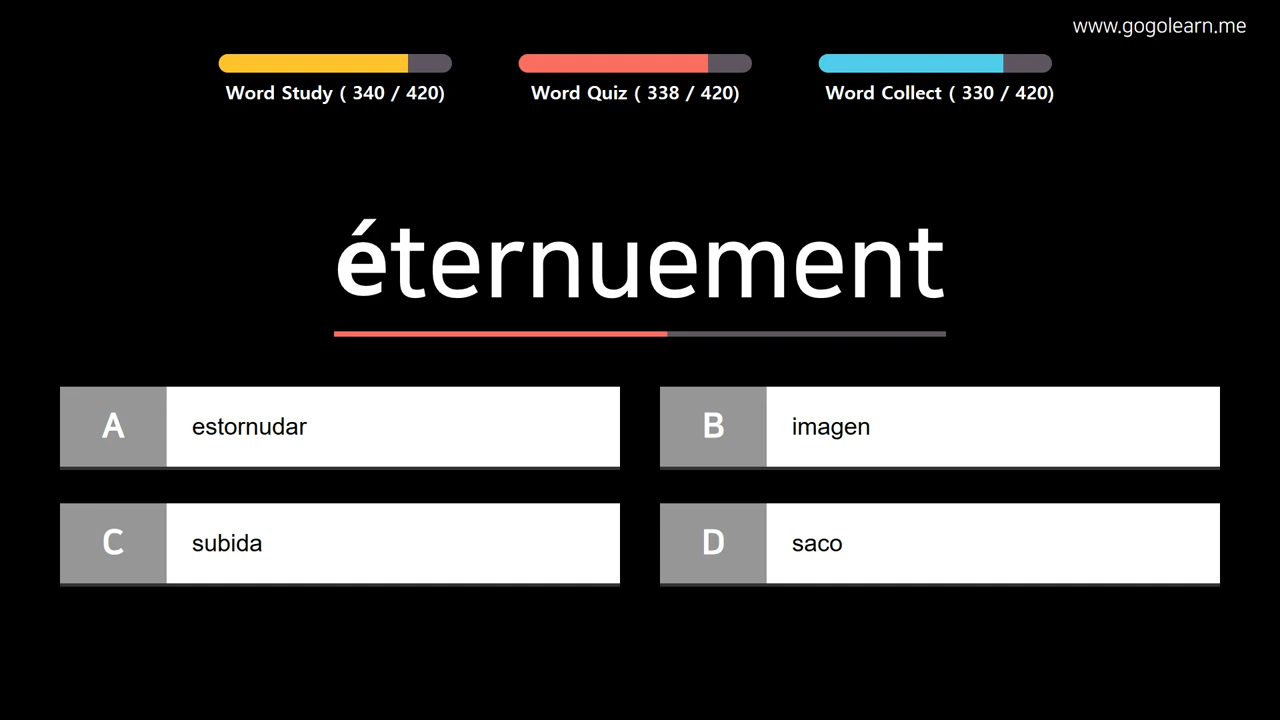 www.gogolearn.me
Word Study ( 340 / 420)
Word Quiz ( 338 / 420)
Word Collect ( 330 / 420)
éternuement
A estornudar
B imagen
C subida
D saco